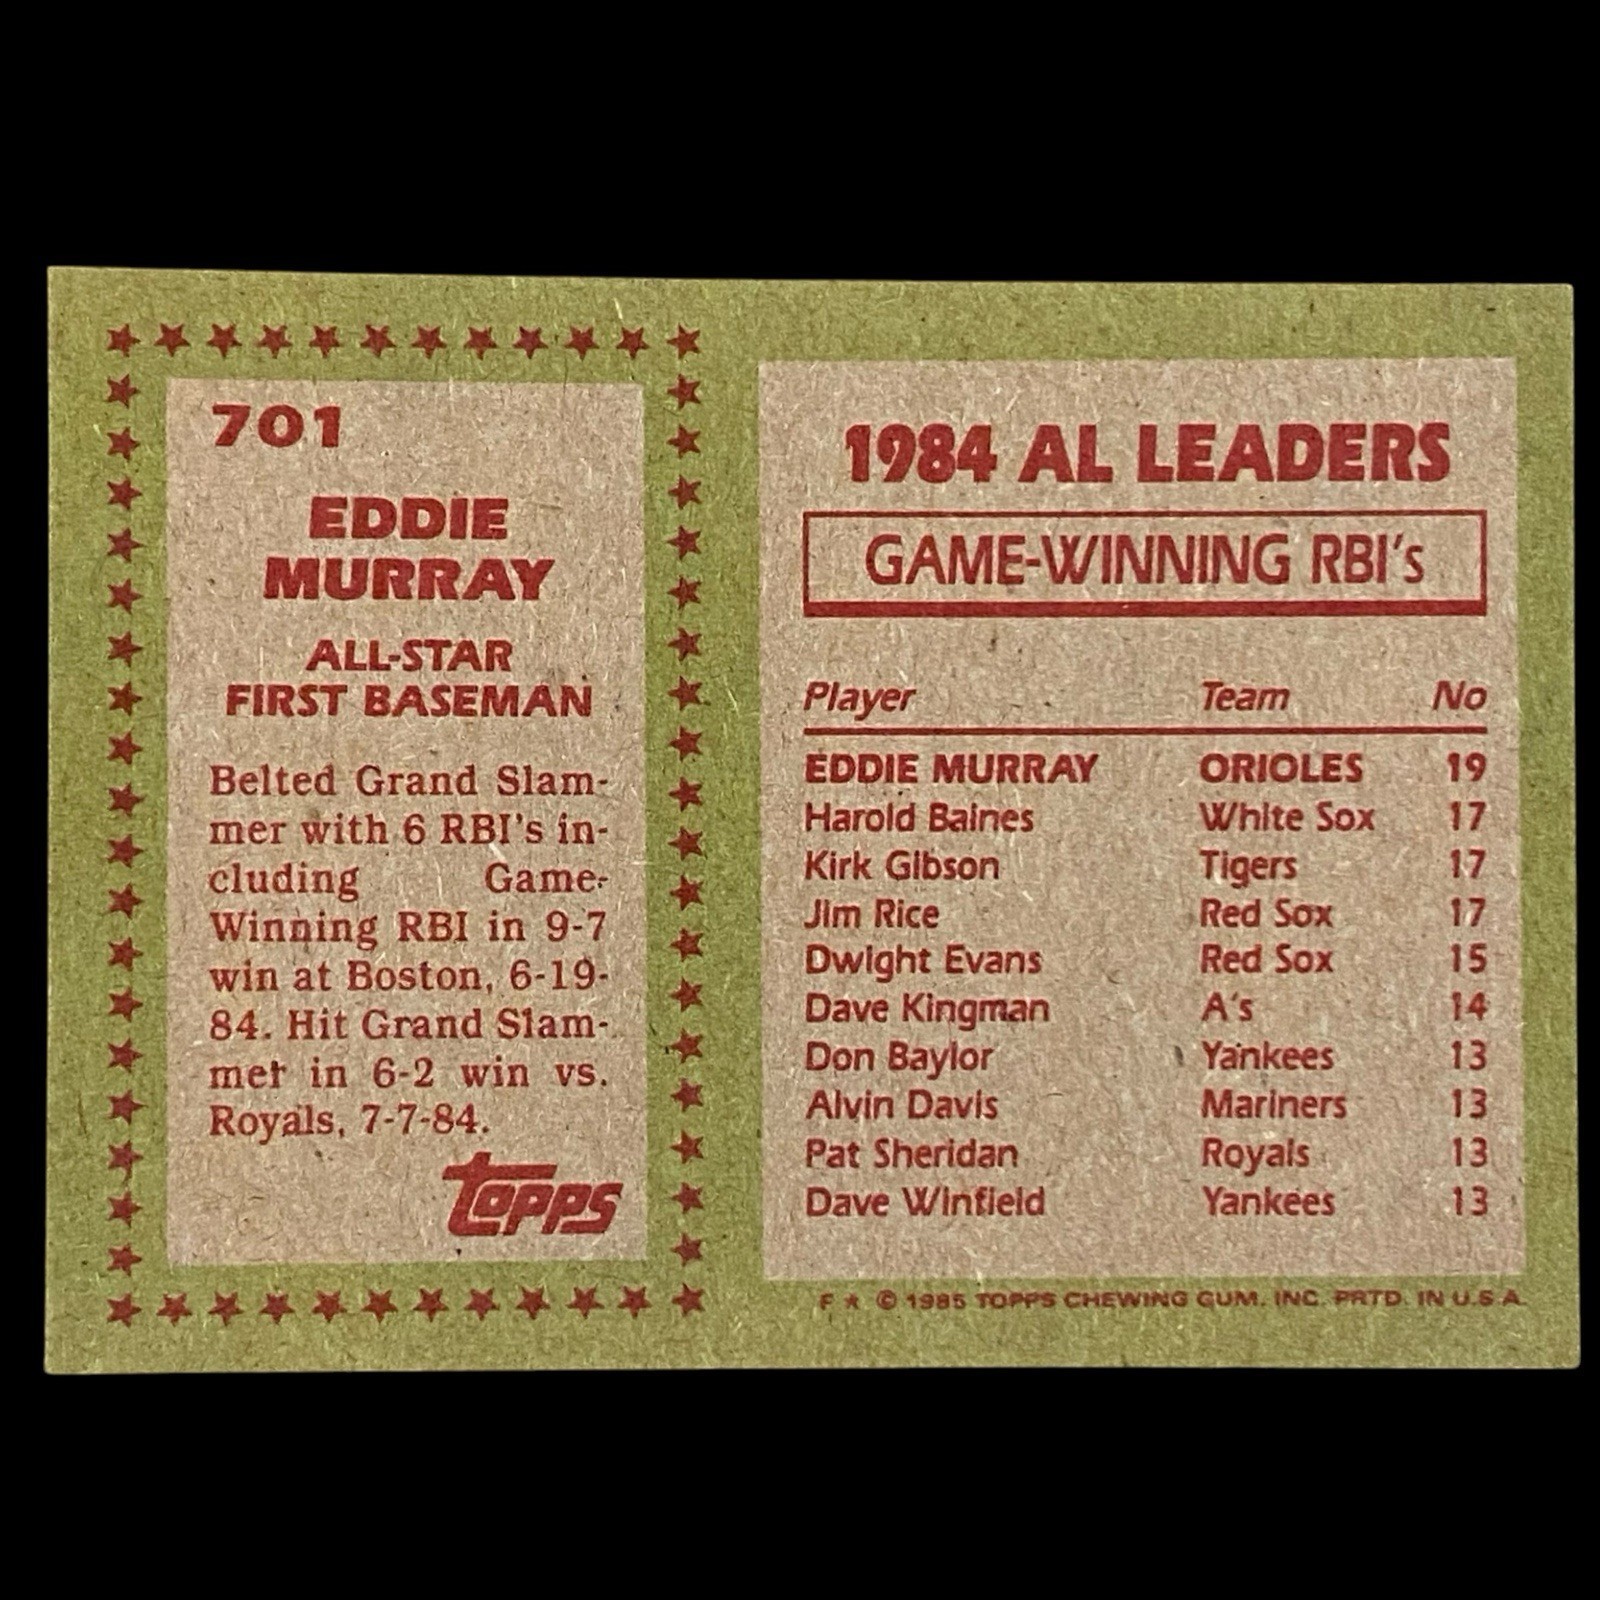 701
EDDIE
MURRAY
ALL-STAR
FIRST BASEMAN
Belted Grand Slam-
mer with 6 RBI's in-
cluding Game-
Winning RBI in 9-7
win at Boston, 6-19-
84. Hit Grand Slam-
mer in 6-2 win vs.
Royals, 7-7-84.
topps
1984 AL LEADERS
GAME-WINNING RBI's
Player Team No
EDDIE MURRAY ORIOLES 19
Harold Baines White Sox 17
Kirk Gibson Tigers 17
Jim Rice Red Sox 17
Dwight Evans Red Sox 15
Dave Kingman A's 14
Don Baylor Yankees 13
Alvin Davis Mariners 13
Pat Sheridan Royals 13
Dave Winfield Yankees 13
F ★ © 1985 TOPPS CHEWING GUM, INC. PRTD. IN U.S.A.